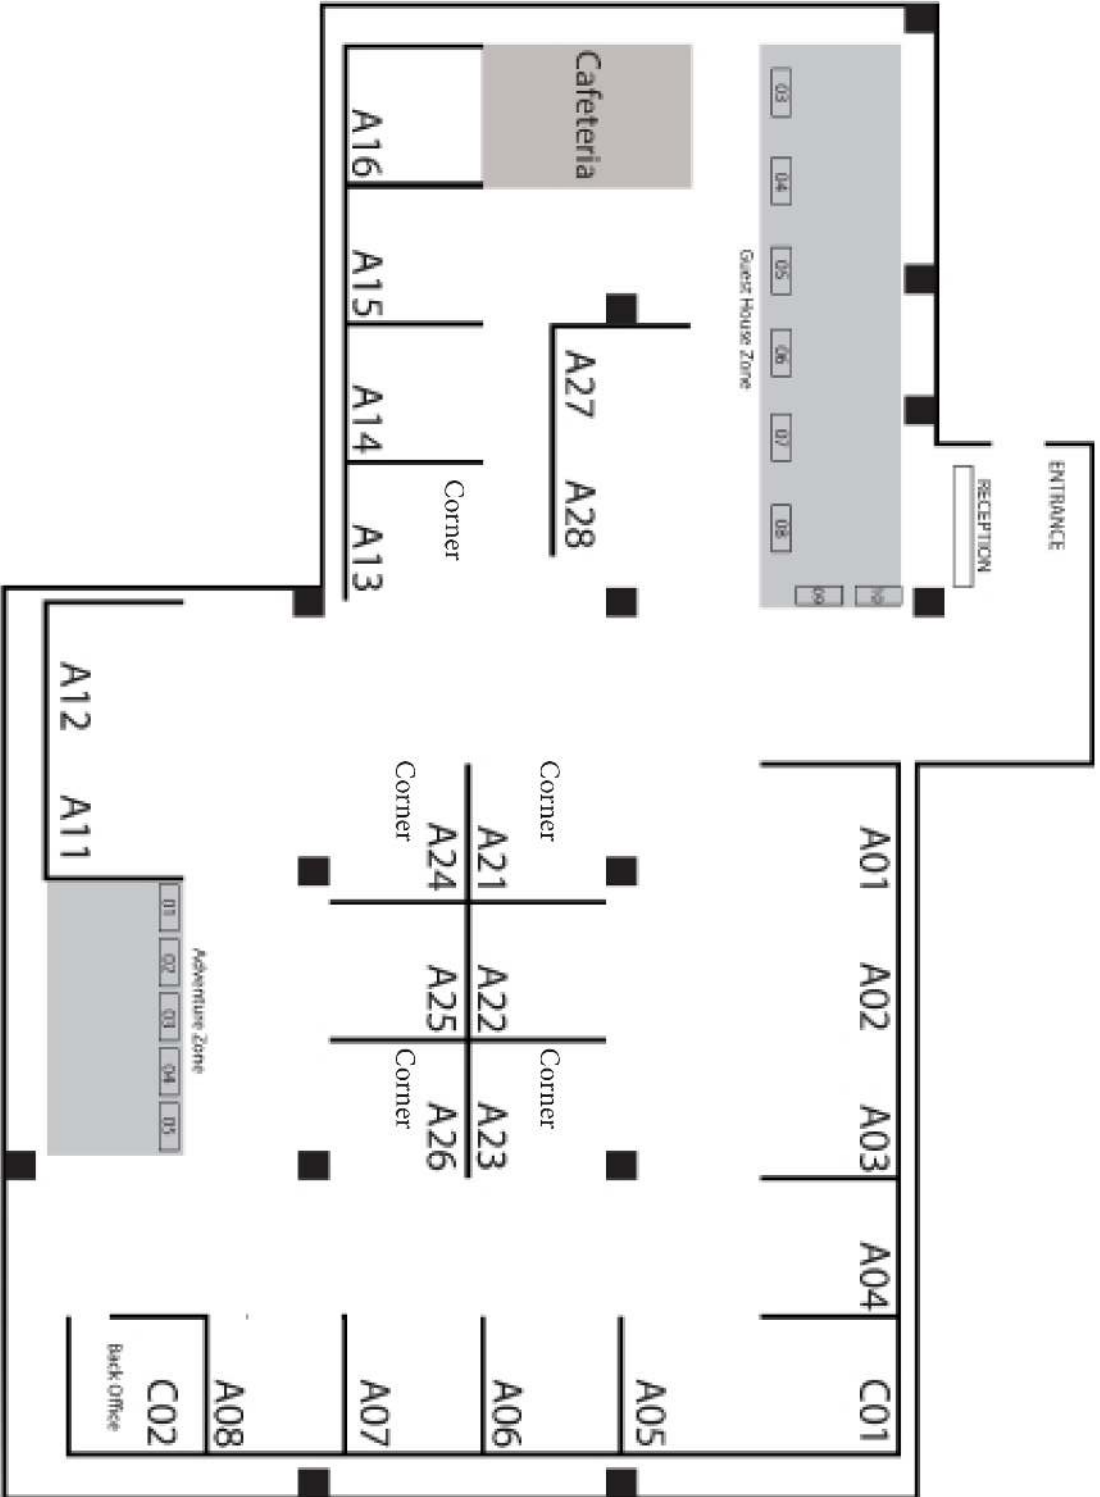 ENTRANCE
RECEPTION
A01 A02 A03 A04 C01
10
09
03 04 05 06 07 08
Guest House Zone
A05
Cafeteria
A27 A28
Corner Corner
A21 A22 A23 A06
Corner
A24 A25 A26
Corner Corner
A16 A15 A14 A13 A07
A08
Adventure Zone
01 02 03 04 05
C02
Back Office
A12 A11